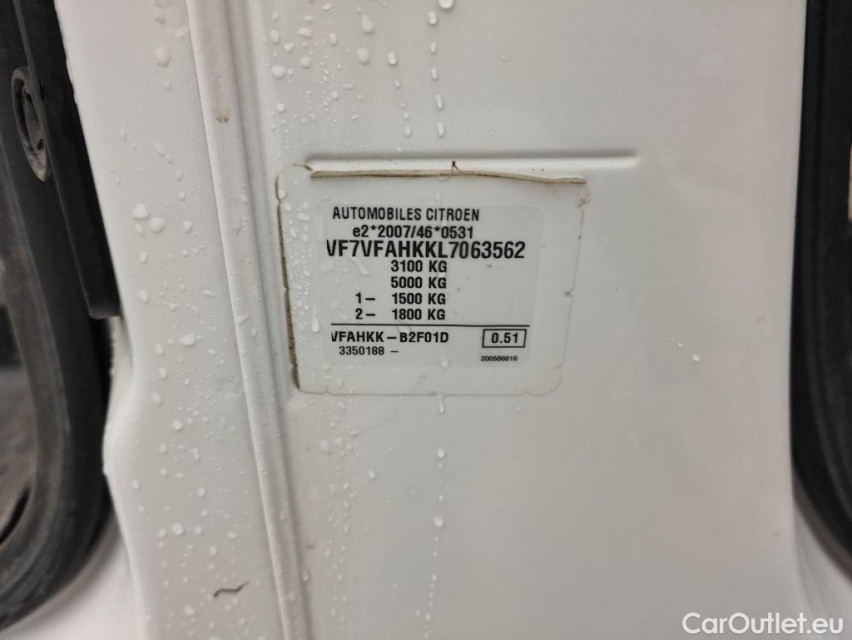 AUTOMOBILES CITROEN
e2*2007/46*0531
VF7VFAHKKL7063562
3100 KG
5000 KG
1- 1500 KG
2- 1800 KG
VFAHKK - B2F01D 0.51
3350188 - 200586616
CarOutlet.eu